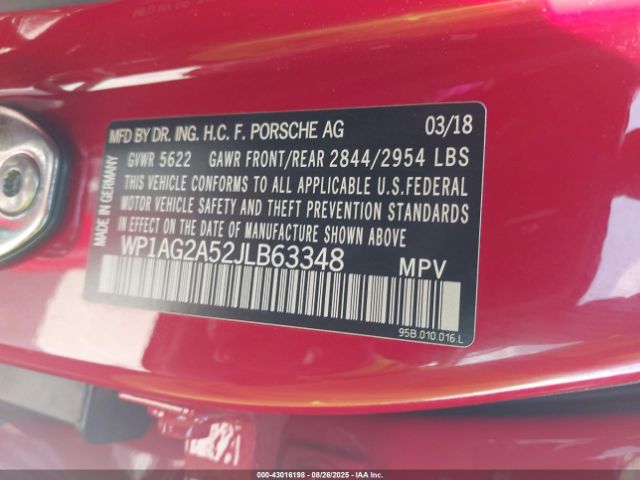 MFD BY DR. ING. H.C. F. PORSCHE AG 03/18
GVWR 5622 GAWR FRONT/REAR 2844/2954 LBS
THIS VEHICLE CONFORMS TO ALL APPLICABLE U.S.FEDERAL
MOTOR VEHICLE SAFETY AND THEFT PREVENTION STANDARDS
IN EFFECT ON THE DATE OF MANUFACTURE SHOWN ABOVE.
WP1AG2A52JLB63348 MPV
MADE IN GERMANY
95B.010.016.L
000-43016198 - 08/26/2025 - IAAI.CA